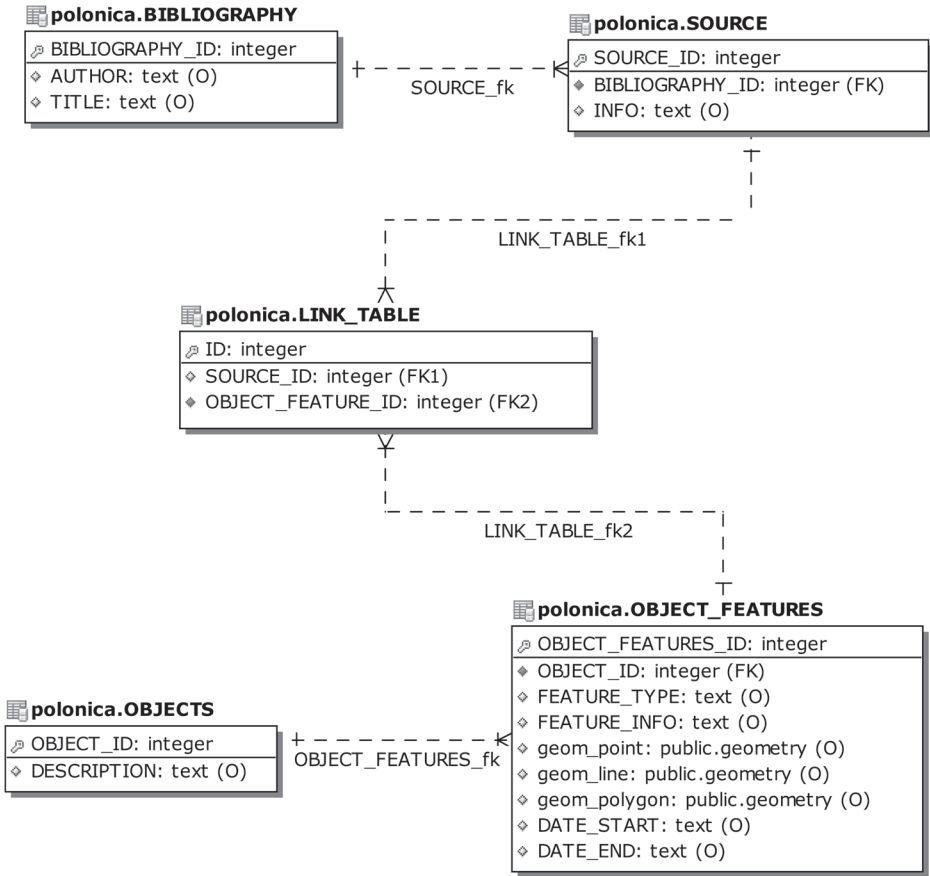 polonica.BIBLIOGRAPHY
BIBLIOGRAPHY_ID: integer
AUTHOR: text (O)
TITLE: text (O)
SOURCE_fk
polonica.SOURCE
SOURCE_ID: integer
BIBLIOGRAPHY_ID: integer (FK)
INFO: text (O)
LINK_TABLE_fk1
polonica.LINK_TABLE
ID: integer
SOURCE_ID: integer (FK1)
OBJECT_FEATURE_ID: integer (FK2)
LINK_TABLE_fk2
polonica.OBJECT_FEATURES
OBJECT_FEATURES_ID: integer
OBJECT_ID: integer (FK)
FEATURE_TYPE: text (O)
FEATURE_INFO: text (O)
geom_point: public.geometry (O)
geom_line: public.geometry (O)
geom_polygon: public.geometry (O)
DATE_START: text (O)
DATE_END: text (O)
polonica.OBJECTS
OBJECT_ID: integer
DESCRIPTION: text (O)
OBJECT_FEATURES_fk